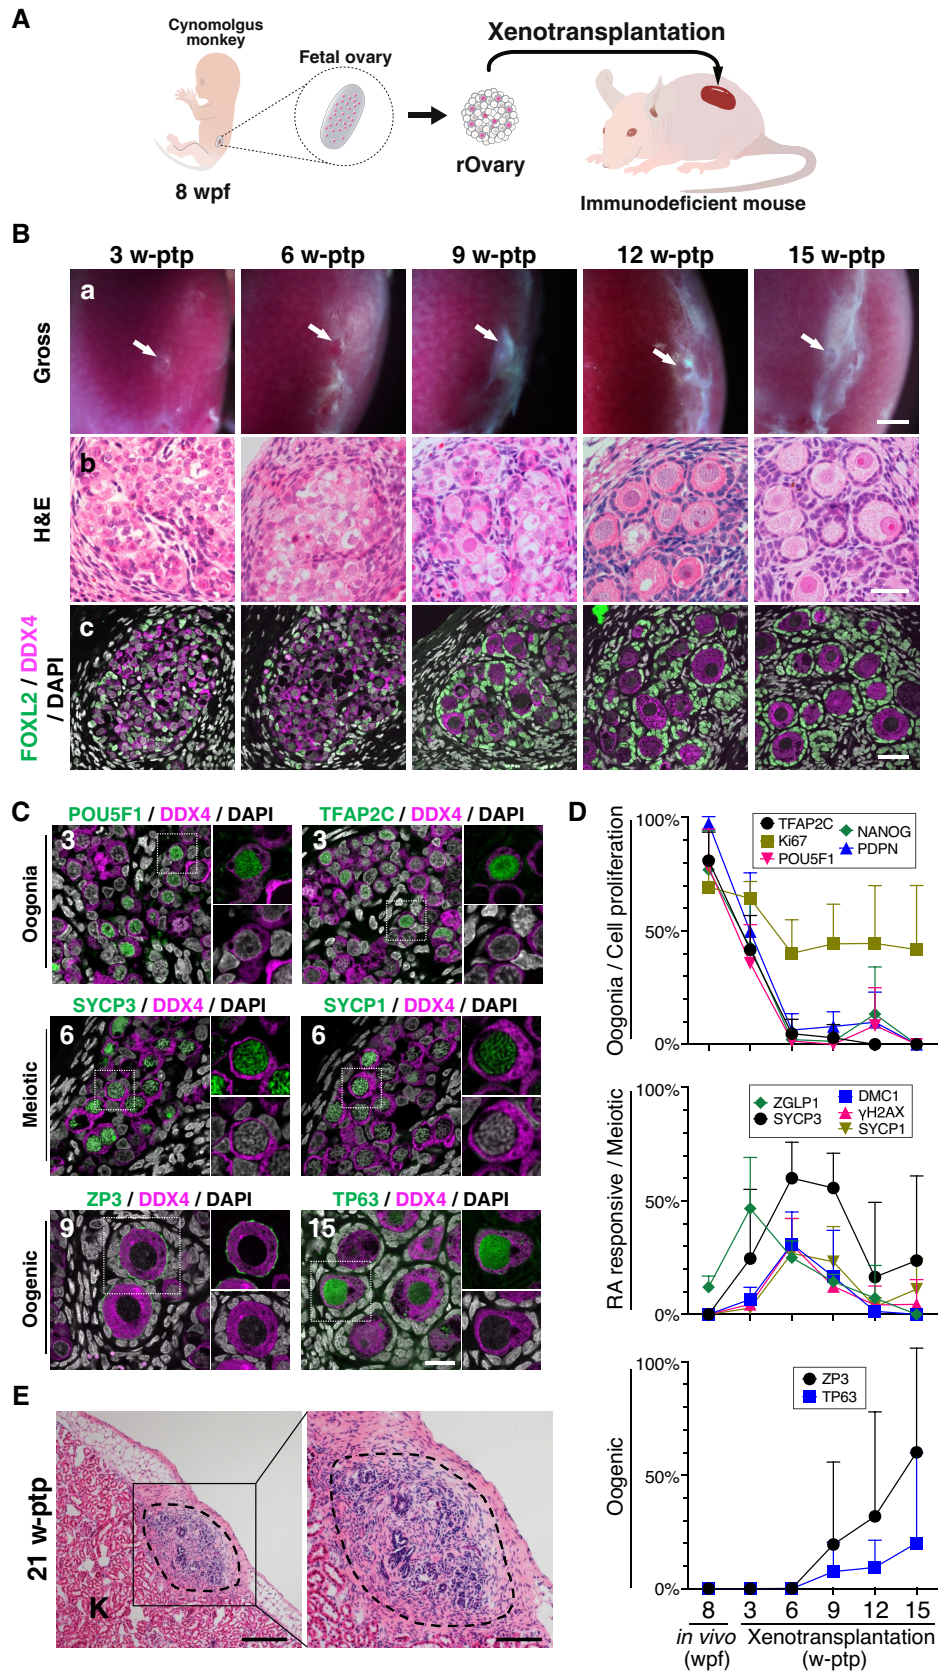 A
Cynomolgus
monkey
Fetal ovary
8 wpf
rOvary
Xenotransplantation
Immunodeficient mouse
B
3 w-ptp 6 w-ptp 9 w-ptp 12 w-ptp 15 w-ptp
a
Gross
b
H&E
c
FOXL2 / DDX4
/ DAPI
C
POU5F1 / DDX4 / DAPI TFAP2C / DDX4 / DAPI
3 3
Oogonia
SYCP3 / DDX4 / DAPI SYCP1 / DDX4 / DAPI
6 6
Meiotic
ZP3 / DDX4 / DAPI TP63 / DDX4 / DAPI
9 15
Oogenic
D
Oogonia / Cell proliferation
100%
50%
0%
TFAP2C
Ki67
POU5F1
NANOG
PDPN
RA responsive / Meiotic
100%
50%
0%
ZGLP1
SYCP3
DMC1
γH2AX
SYCP1
Oogenic
100%
50%
0%
ZP3
TP63
8 3 6 9 12 15
in vivo
(wpf)
Xenotransplantation
(w-ptp)
E
21 w-ptp
K